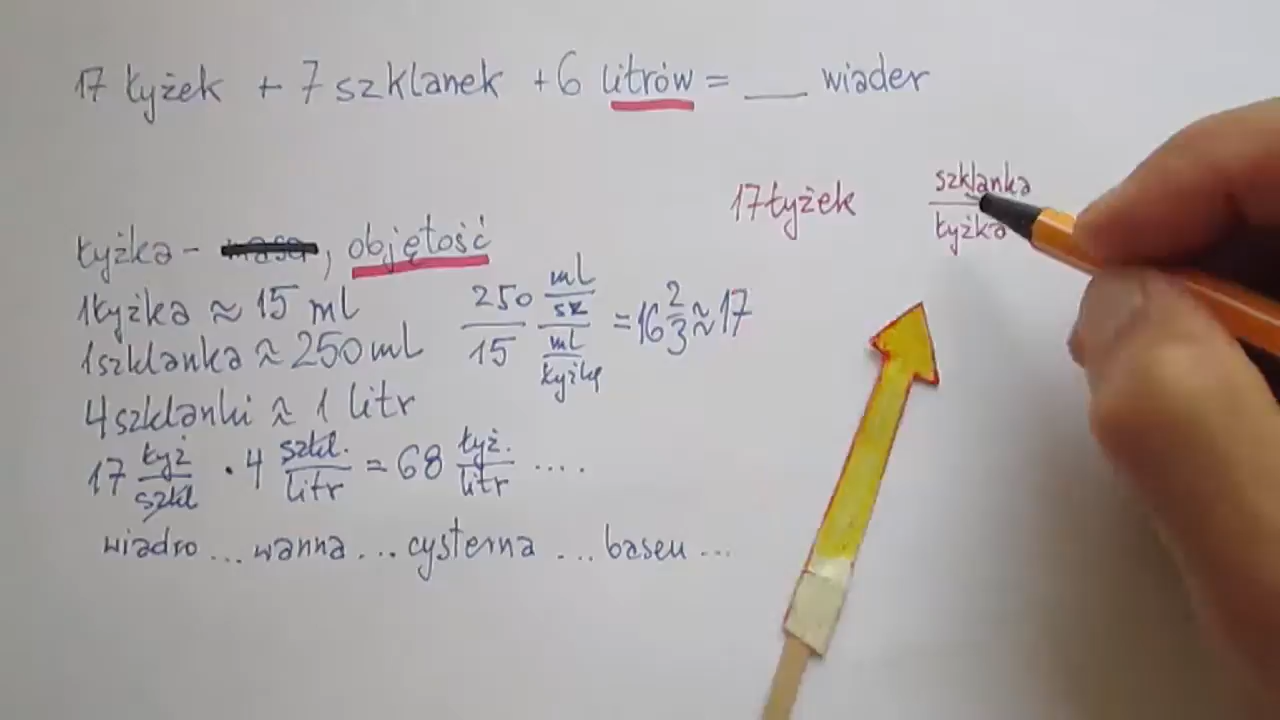 17 łyżek + 7 szklanek + 6 litrów = ___ wiader
17 łyżek szklanka / łyżka
łyżka - masa, objętość
1 łyżka ≈ 15 ml
250 ml/sz / 15 ml/łyżkę = 16 2/3 ≈ 17
1 szklanka ≈ 250 ml
4 szklanki ≈ 1 litr
17 łyż/szkl · 4 szkl./litr = 68 łyż./litr ....
wiadro ... wanna ... cysterna ... basen ...